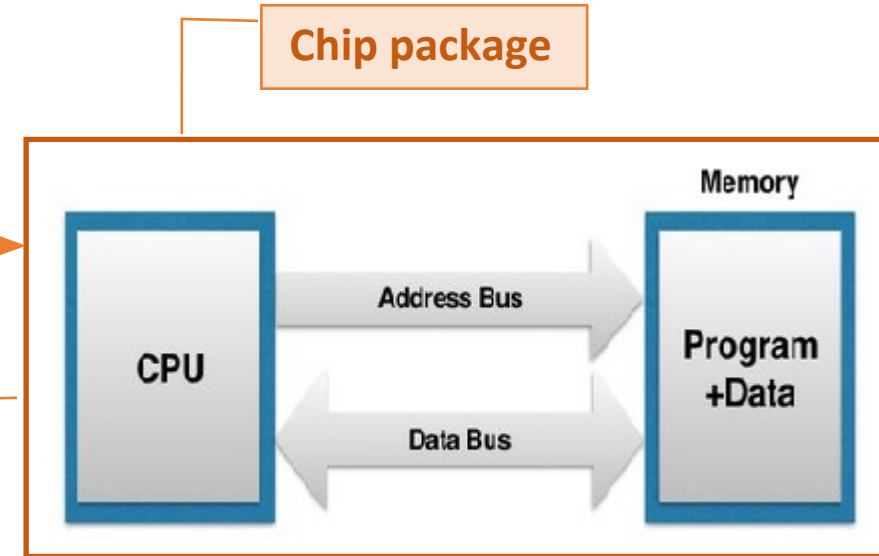 Chip package
Memory
CPU
Address Bus
Data Bus
Program
+Data